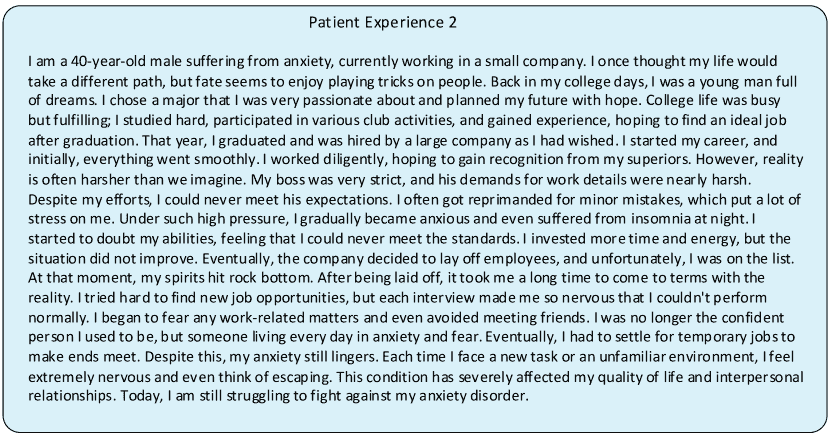 Patient Experience 2
I am a 40-year-old male suffering from anxiety, currently working in a small company. I once thought my life would
take a different path, but fate seems to enjoy playing tricks on people. Back in my college days, I was a young man full
of dreams. I chose a major that I was very passionate about and planned my future with hope. College life was busy
but fulfilling; I studied hard, participated in various club activities, and gained experience, hoping to find an ideal job
after graduation. That year, I graduated and was hired by a large company as I had wished. I started my career, and
initially, everything went smoothly. I worked diligently, hoping to gain recognition from my superiors. However, reality
is often harsher than we imagine. My boss was very strict, and his demands for work details were nearly harsh.
Despite my efforts, I could never meet his expectations. I often got reprimanded for minor mistakes, which put a lot of
stress on me. Under such high pressure, I gradually became anxious and even suffered from insomnia at night. I
started to doubt my abilities, feeling that I could never meet the standards. I invested more time and energy, but the
situation did not improve. Eventually, the company decided to lay off employees, and unfortunately, I was on the list.
At that moment, my spirits hit rock bottom. After being laid off, it took me a long time to come to terms with the
reality. I tried hard to find new job opportunities, but each interview made me so nervous that I couldn't perform
normally. I began to fear any work-related matters and even avoided meeting friends. I was no longer the confident
person I used to be, but someone living every day in anxiety and fear. Eventually, I had to settle for temporary jobs to
make ends meet. Despite this, my anxiety still lingers. Each time I face a new task or an unfamiliar environment, I feel
extremely nervous and even think of escaping. This condition has severely affected my quality of life and interpersonal
relationships. Today, I am still struggling to fight against my anxiety disorder.